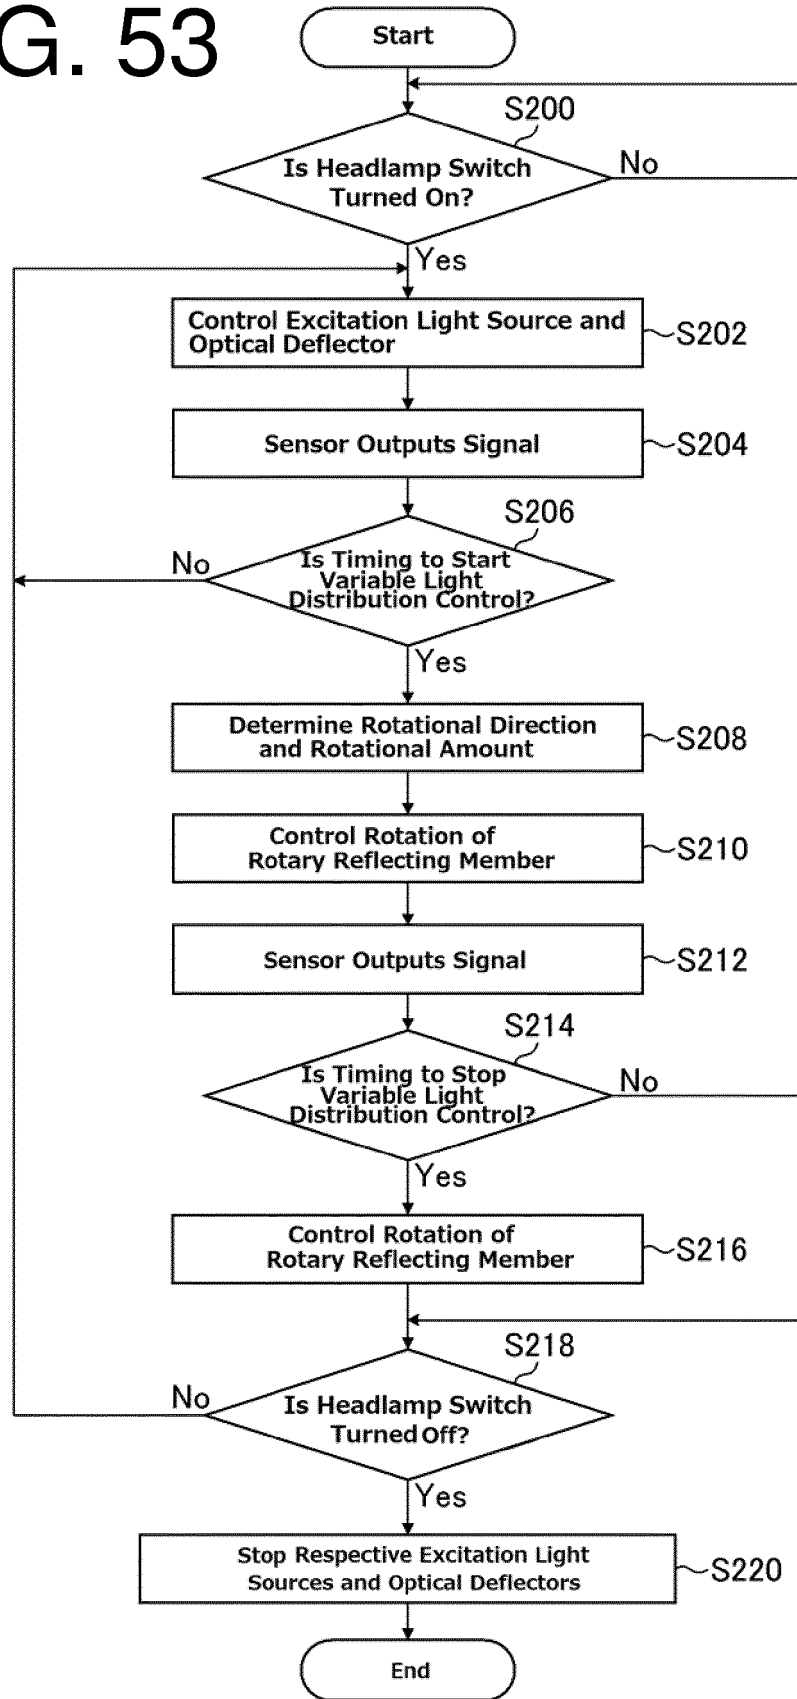 G. 53
Start
S200
Is Headlamp Switch
Turned On?
No
Yes
Control Excitation Light Source and
Optical Deflector
S202
Sensor Outputs Signal
S204
S206
No
Is Timing to Start
Variable Light
Distribution Control?
Yes
Determine Rotational Direction
and Rotational Amount
S208
Control Rotation of
Rotary Reflecting Member
S210
Sensor Outputs Signal
S212
S214
Is Timing to Stop
Variable Light
Distribution Control?
No
Yes
Control Rotation of
Rotary Reflecting Member
S216
S218
No
Is Headlamp Switch
Turned Off?
Yes
Stop Respective Excitation Light
Sources and Optical Deflectors
S220
End